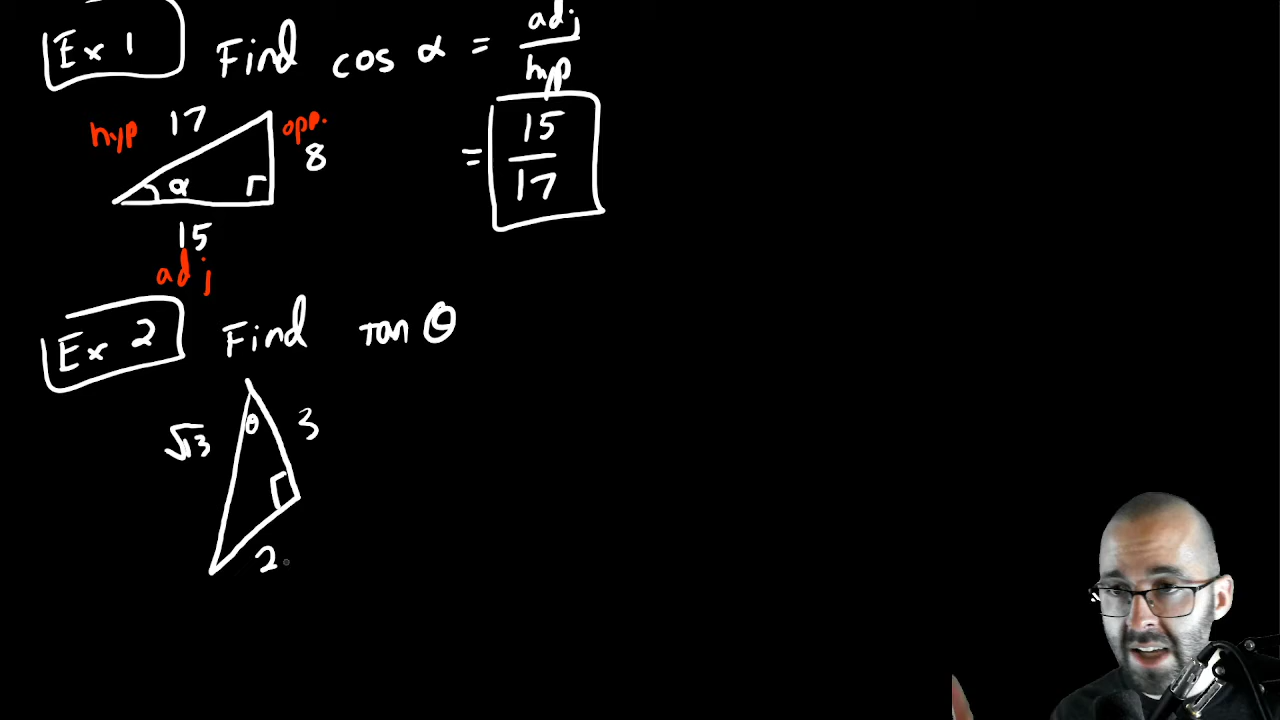 Ex 1 Find cos α = adj/hyp
hyp 17 opp.
8
α
= 15/17
15
adj
Ex 2 Find tan θ
√13 θ 3
2